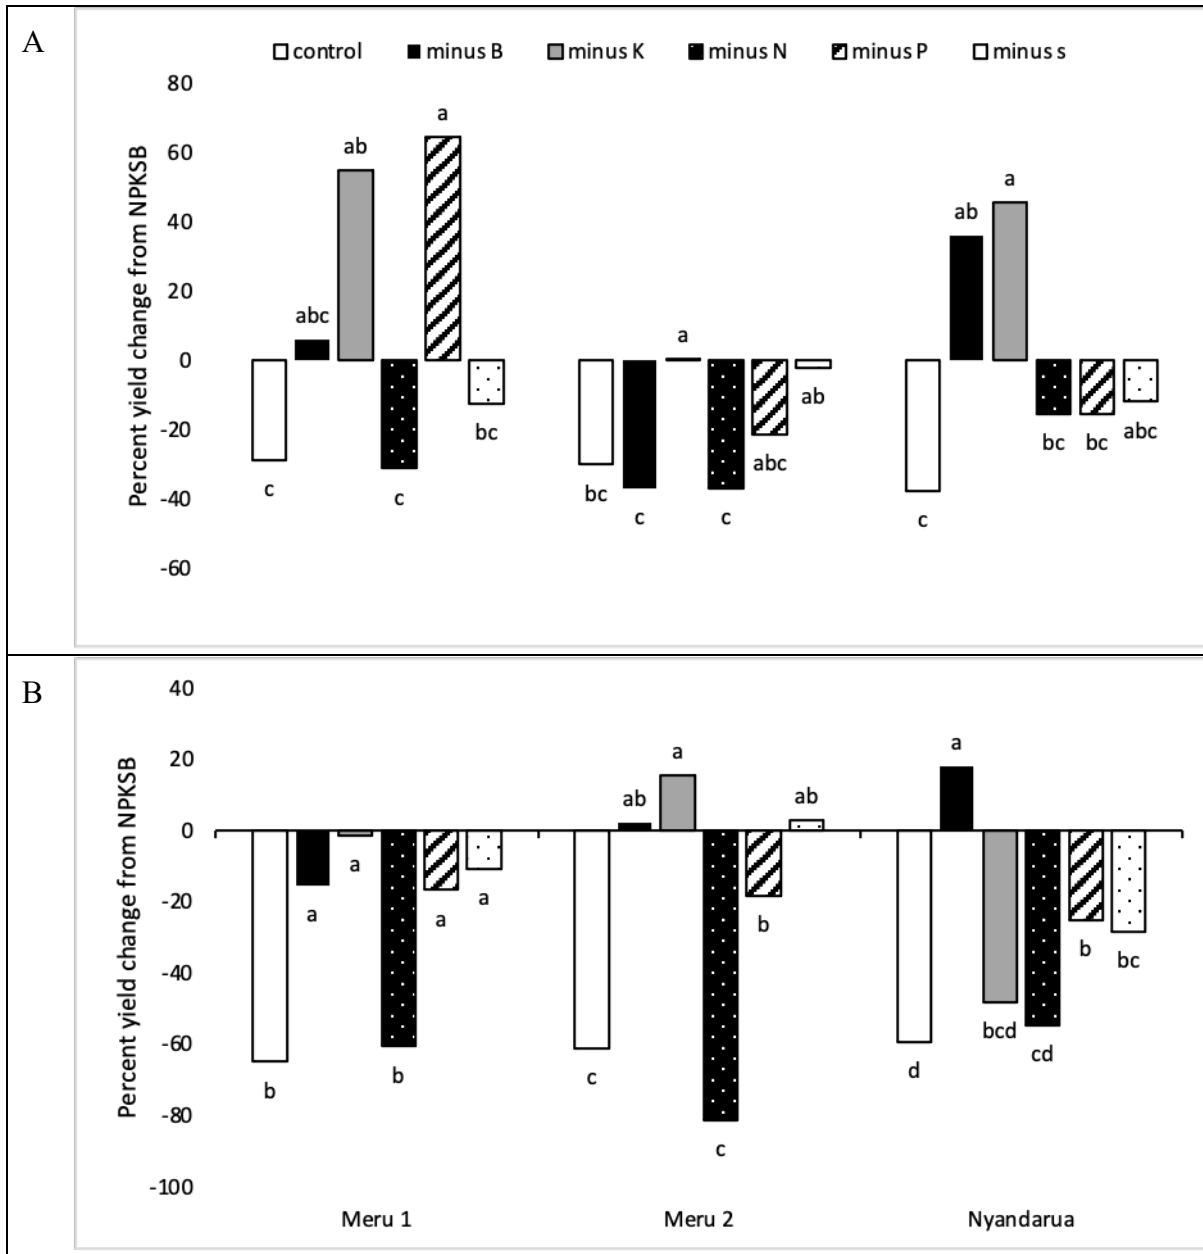 A
control minus B minus K minus N minus P minus s
Percent yield change from NPKSB
80
60
40
20
0
-20
-40
-60
c abc ab c a bc
bc c a c abc ab
c ab a bc bc abc
B
Percent yield change from NPKSB
40
20
0
-20
-40
-60
-80
-100
b a a b a a
c ab a c b ab
d a bcd cd b bc
Meru 1 Meru 2 Nyandarua